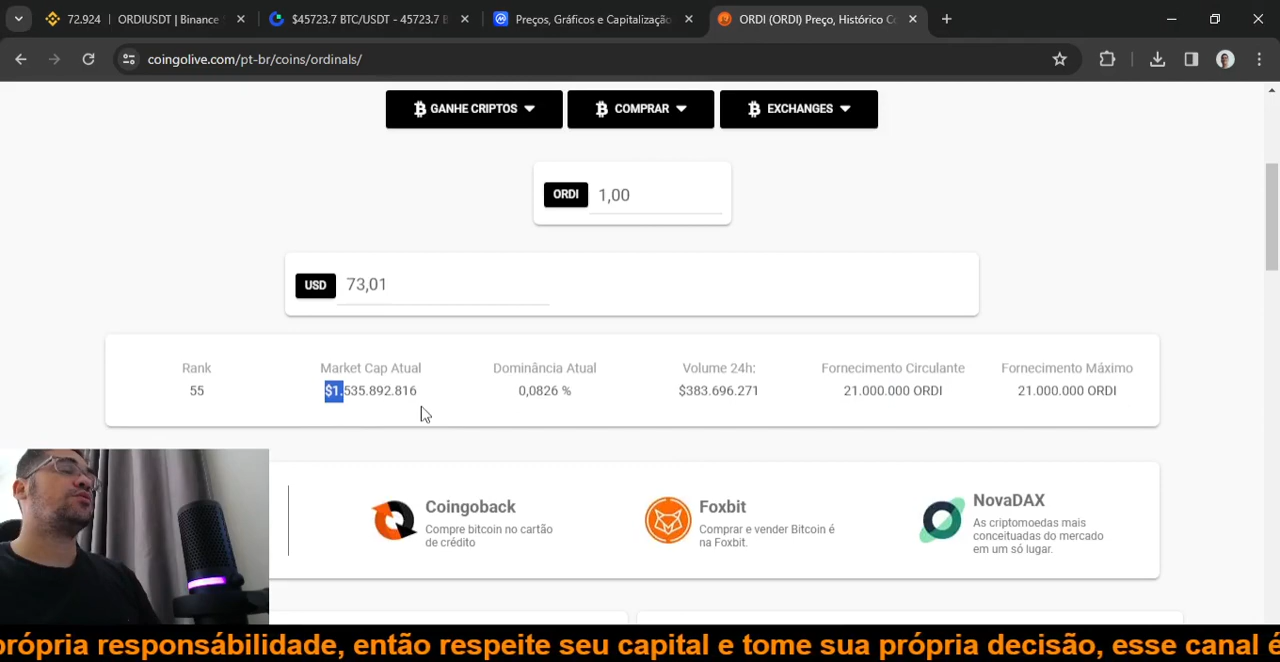 72.924 | ORDIUSDT | Binance
$45723.7 BTC/USDT - 45723.7 B
Preços, Gráficos e Capitalização
ORDI (ORDI) Preço, Histórico Co
coingolive.com/pt-br/coins/ordinals/
GANHE CRIPTOS
COMPRAR
EXCHANGES
ORDI 1,00
USD 73,01
Rank Market Cap Atual Dominância Atual Volume 24h: Fornecimento Circulante Fornecimento Máximo
55 $1.535.892.816 0,0826 % $383.696.271 21.000.000 ORDI 21.000.000 ORDI
Coingoback
Compre bitcoin no cartão
de crédito
Foxbit
Comprar e vender Bitcoin é
na Foxbit.
NovaDAX
As criptomoedas mais
conceituadas do mercado
em um só lugar.
própria responsábilidade, então respeite seu capital e tome sua própria decisão, esse canal é